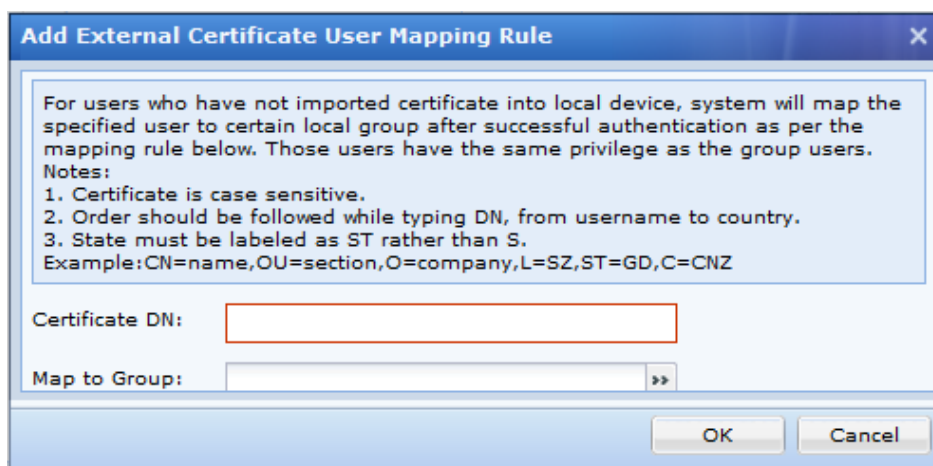 Add External Certificate User Mapping Rule
For users who have not imported certificate into local device, system will map the
specified user to certain local group after successful authentication as per the
mapping rule below. Those users have the same privilege as the group users.
Notes:
1. Certificate is case sensitive.
2. Order should be followed while typing DN, from username to country.
3. State must be labeled as ST rather than S.
Example:CN=name,OU=section,O=company,L=SZ,ST=GD,C=CNZ
Certificate DN:
Map to Group:
OK Cancel